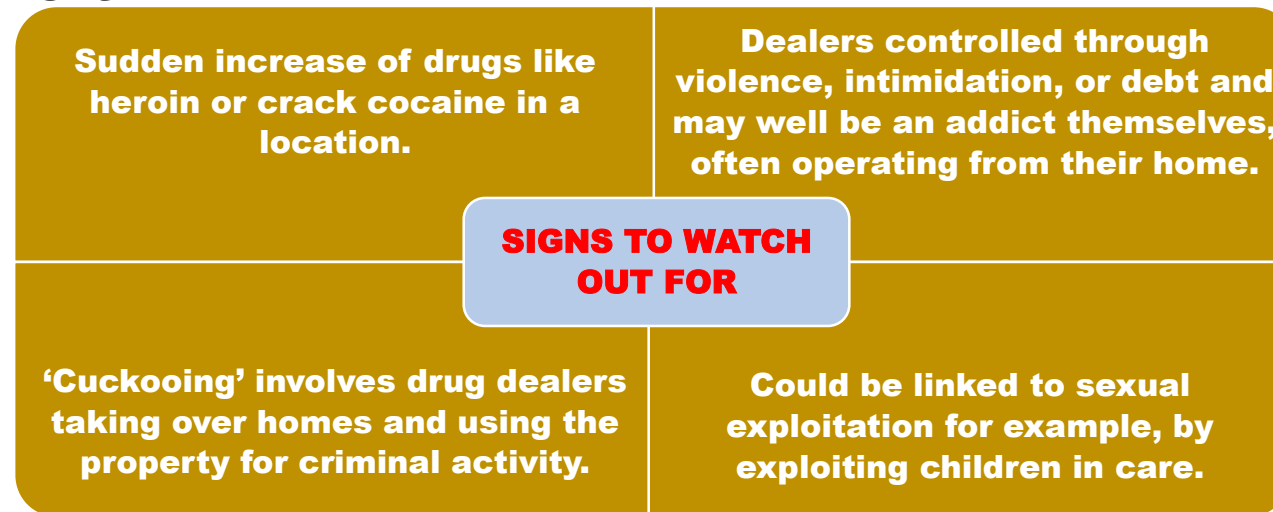 Sudden increase of drugs like
heroin or crack cocaine in a
location.
Dealers controlled through
violence, intimidation, or debt and
may well be an addict themselves,
often operating from their home.
SIGNS TO WATCH
OUT FOR
‘Cuckooing’ involves drug dealers
taking over homes and using the
property for criminal activity.
Could be linked to sexual
exploitation for example, by
exploiting children in care.